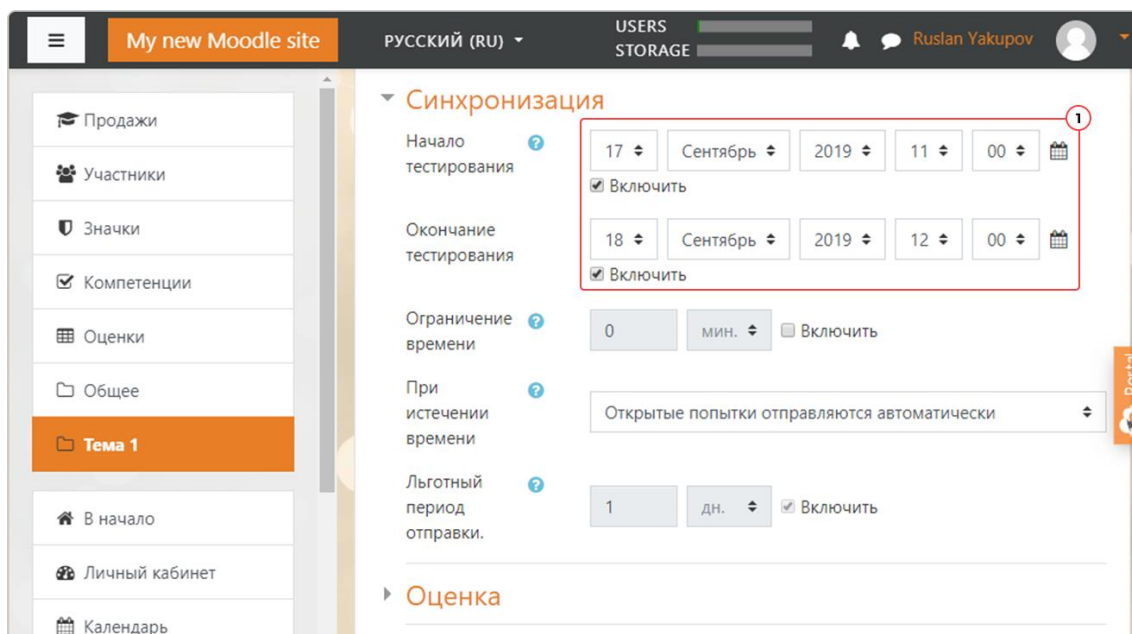 My new Moodle site
РУССКИЙ (RU)
USERS
STORAGE
Ruslan Yakupov
Продажи
Участники
Значки
Компетенции
Оценки
Общее
Тема 1
В начало
Личный кабинет
Календарь
Синхронизация
1
Начало
тестирования
17 Сентябрь 2019 11 00
Включить
Окончание
тестирования
18 Сентябрь 2019 12 00
Включить
Ограничение
времени
0 мин. Включить
При
истечении
времени
Открытые попытки отправляются автоматически
Льготный
период
отправки.
1 дн. Включить
Оценка
Portal